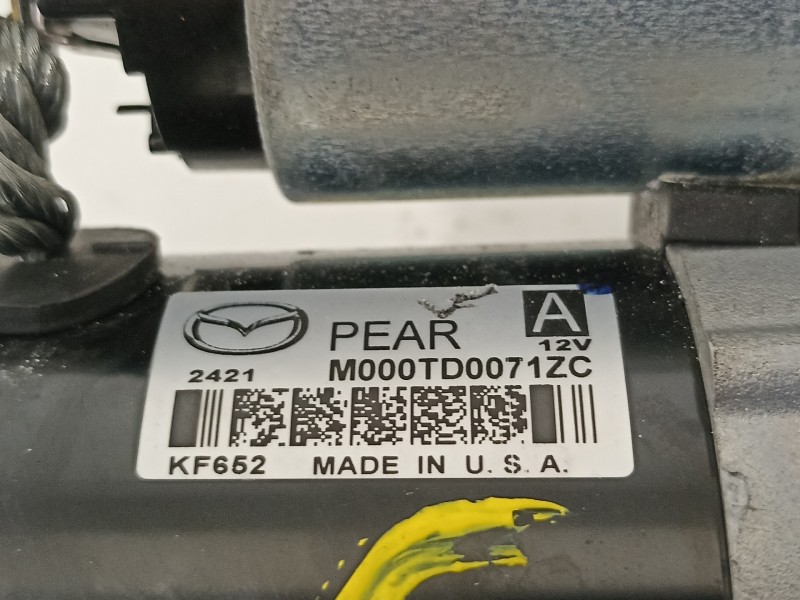 PEAR A
12V
2421 M000TD0071ZC
KF652 MADE IN U.S.A.